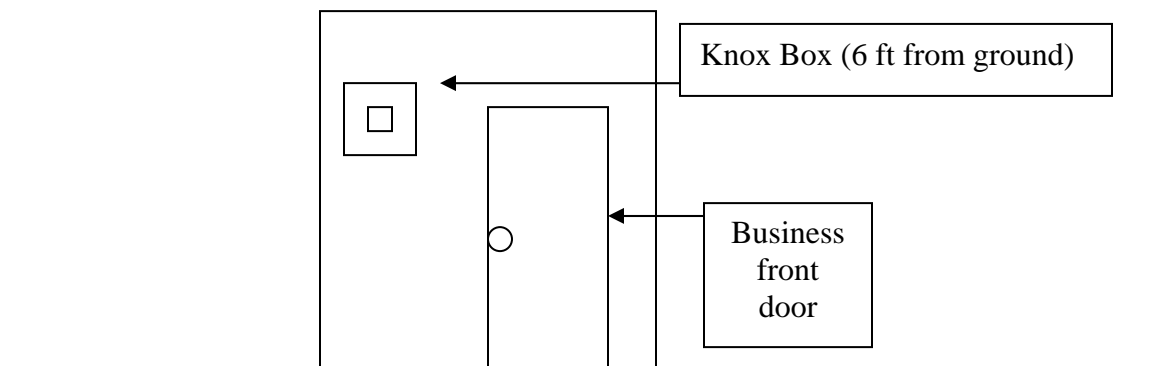 Knox Box (6 ft from ground)
Business
front
door